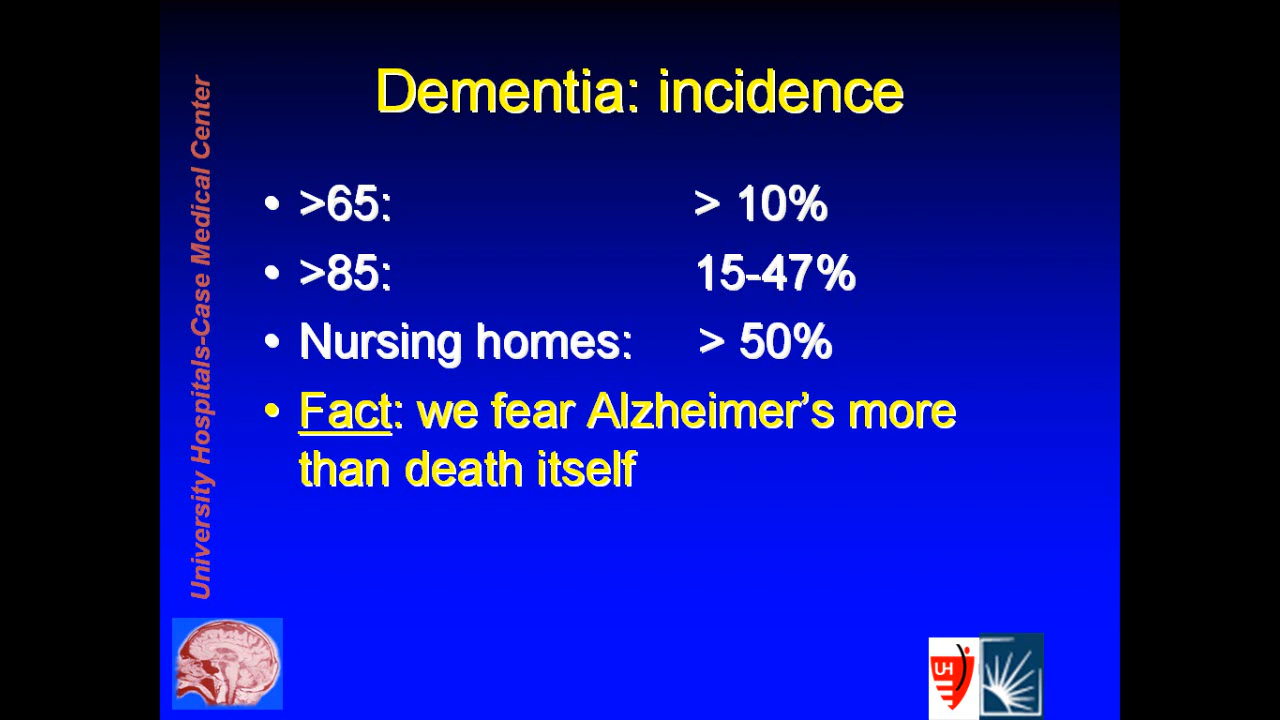 Dementia: incidence
• >65: > 10%
• >85: 15-47%
• Nursing homes: > 50%
• Fact: we fear Alzheimer’s more
than death itself
University Hospitals-Case Medical Center
UH